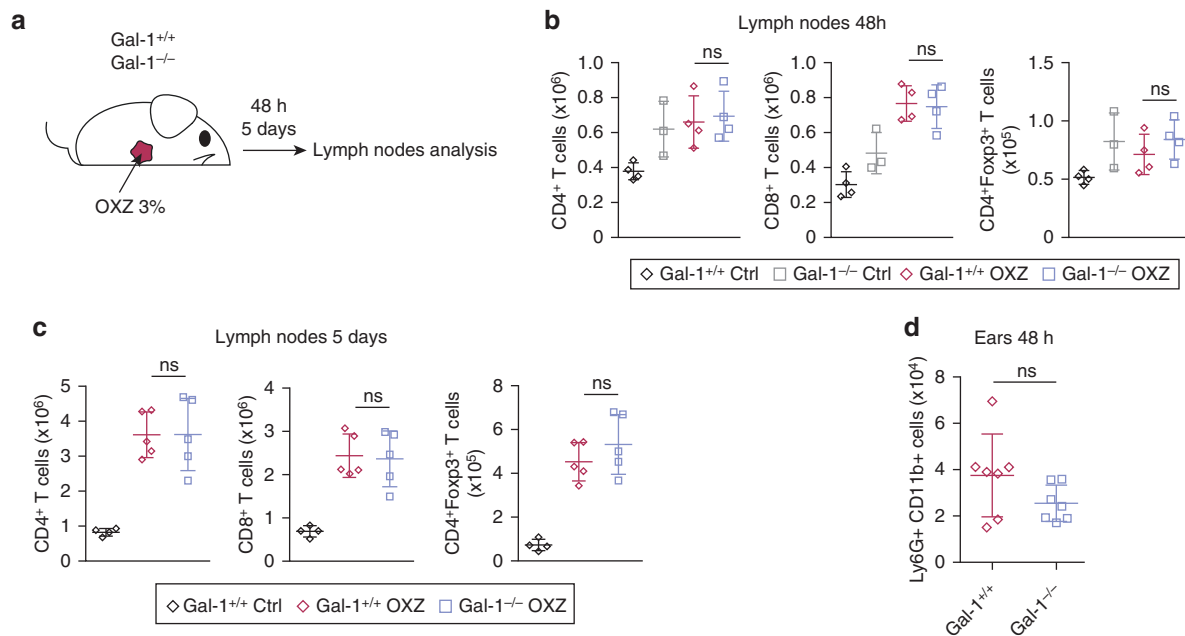 a
Gal-1+/+
Gal-1–/–
48 h
5 days
Lymph nodes analysis
OXZ 3%
b
Lymph nodes 48h
CD4+ T cells (x10⁶)
1.0
0.8
0.6
0.4
0.2
0
ns
CD8+ T cells (x10⁶)
1.0
0.8
0.6
0.4
0.2
0
ns
CD4+Foxp3+ T cells
(x10⁵)
1.5
1.0
0.5
0
ns
Gal-1+/+ Ctrl Gal-1–/– Ctrl Gal-1+/+ OXZ Gal-1–/– OXZ
c
Lymph nodes 5 days
CD4+ T cells (x10⁶)
5
4
3
2
1
0
ns
CD8+ T cells (x10⁶)
4
3
2
1
0
ns
CD4+Foxp3+ T cells
(x10⁵)
8
6
4
2
0
ns
Gal-1+/+ Ctrl Gal-1+/+ OXZ Gal-1–/– OXZ
d
Ears 48 h
Ly6G+ CD11b+ cells (x10⁴)
8
6
4
2
0
ns
Gal-1+/+
Gal-1–/–